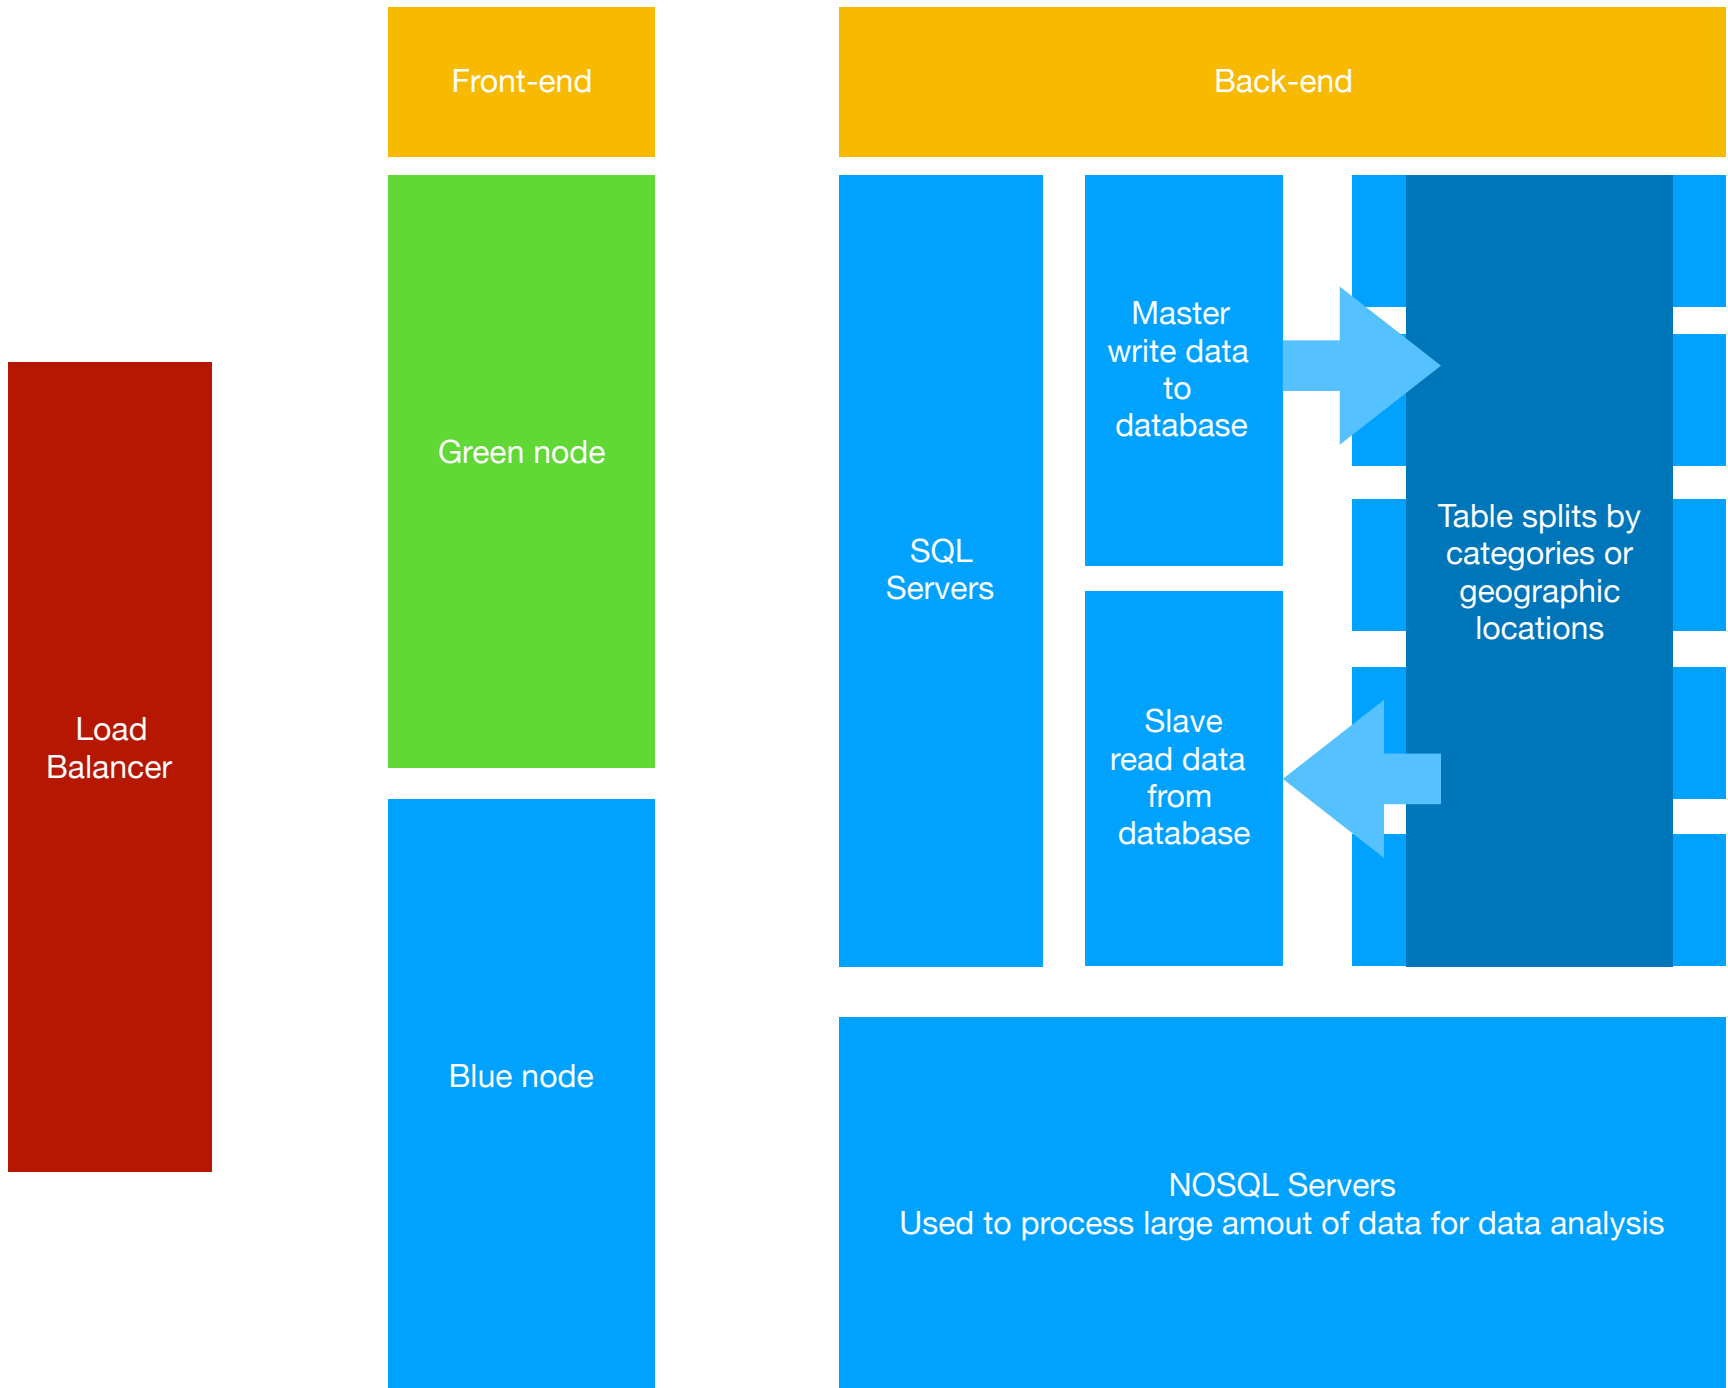 Front-end
Back-end
Load
Balancer
Green node
Blue node
SQL
Servers
Master
write data
to
database
Slave
read data
from
database
Table splits by
categories or
geographic
locations
NOSQL Servers
Used to process large amout of data for data analysis